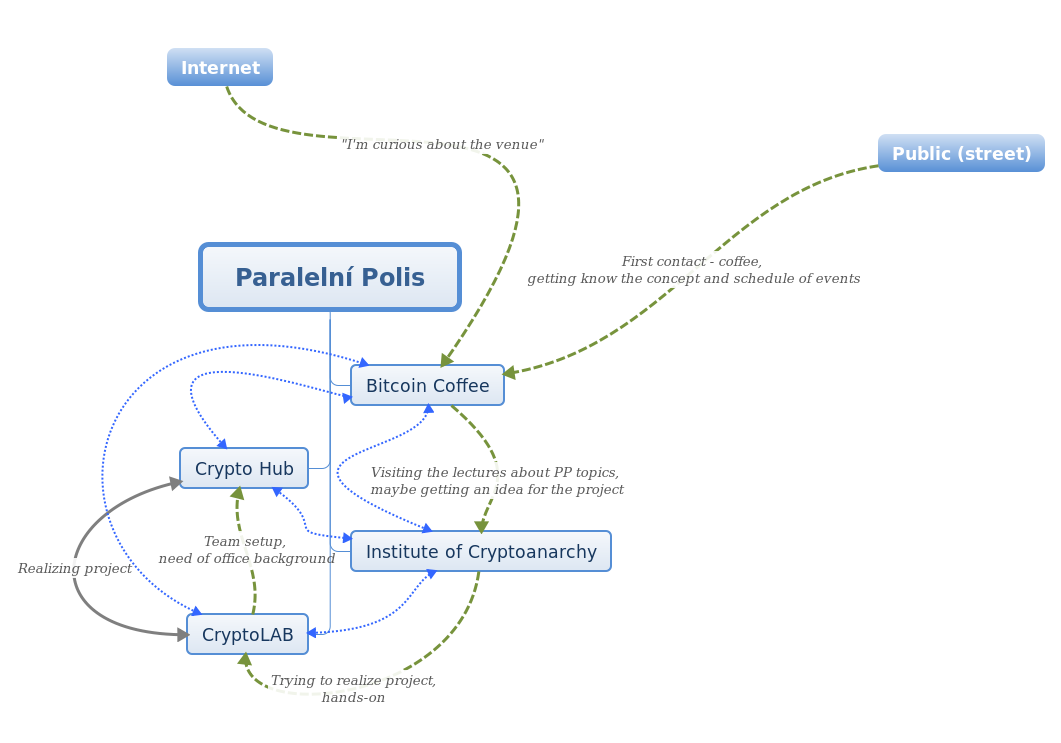 Internet
"I'm curious about the venue"
Public (street)
First contact - coffee,
getting know the concept and schedule of events
Paralelní Polis
Bitcoin Coffee
Crypto Hub
Visiting the lectures about PP topics,
maybe getting an idea for the project
Team setup,
need of office background
Institute of Cryptoanarchy
Realizing project
CryptoLAB
Trying to realize project,
hands-on